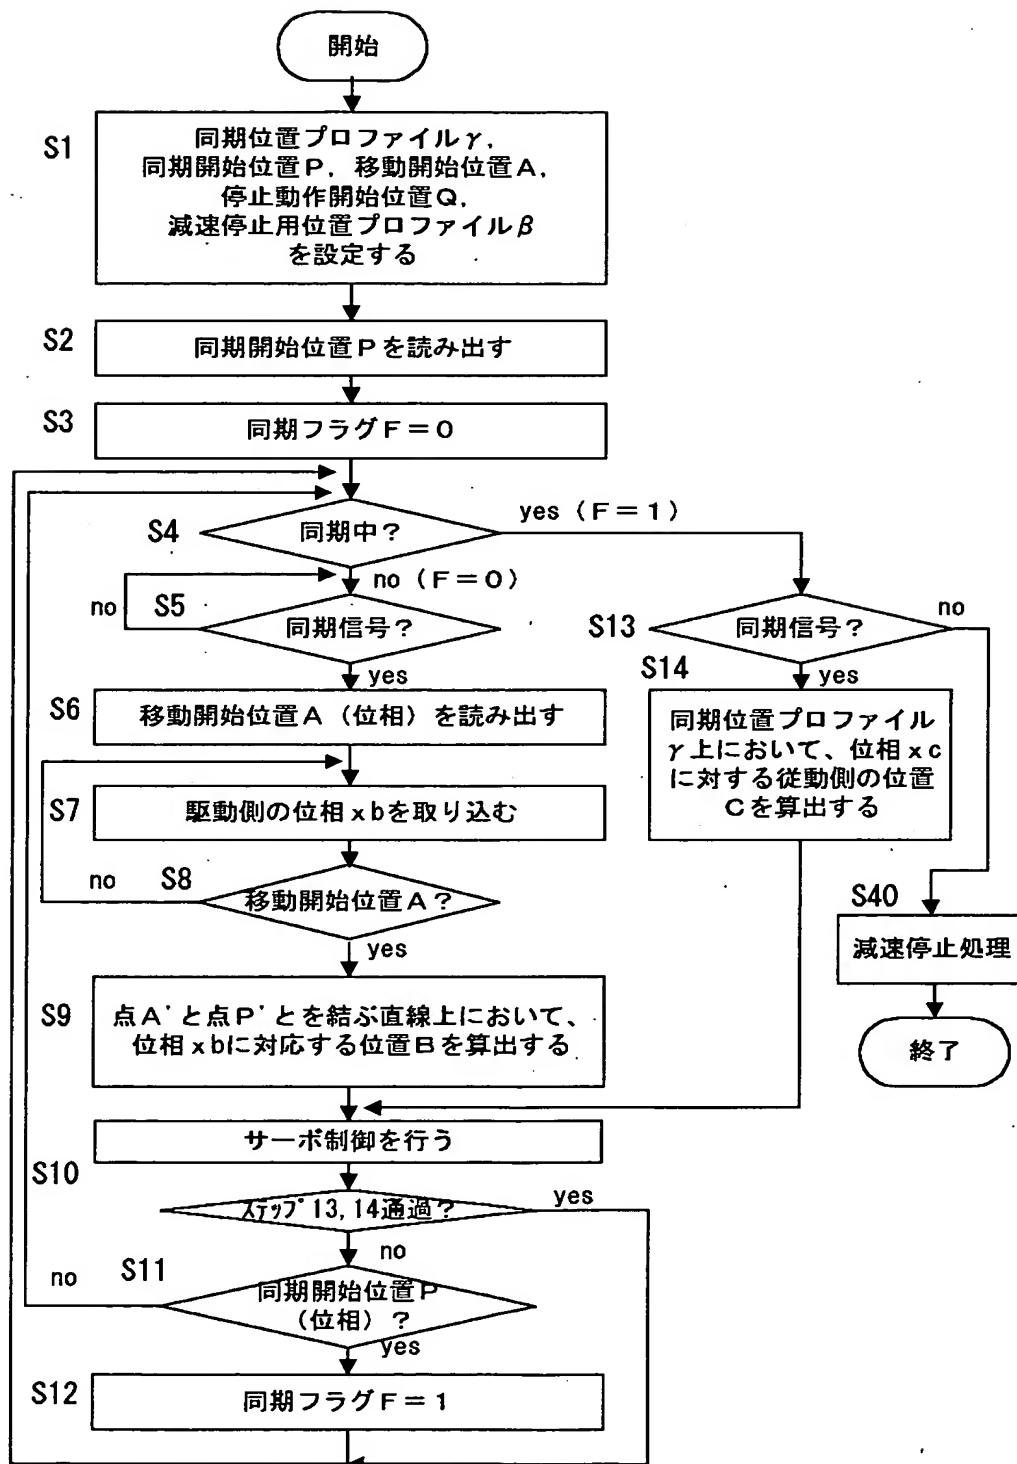 開始
S1
同期位置プロファイルγ,
同期開始位置P, 移動開始位置A,
停止動作開始位置Q,
減速停止用位置プロファイルβ
を設定する
S2
同期開始位置Pを読み出す
S3
同期フラグF=0
S4
同期中?
yes (F=1)
no (F=0)
S5
no
同期信号?
yes
S13
同期信号?
no
yes
S14
同期位置プロファイル
γ上において、位相xc
に対する従動側の位置
Cを算出する
S6
移動開始位置A (位相) を読み出す
S7
駆動側の位相xbを取り込む
no
S8
移動開始位置A?
yes
S40
減速停止処理
終了
S9
点A'と点P'とを結ぶ直線上において、
位相xbに対応する位置Bを算出する
サーボ制御を行う
S10
ステップ13,14通過?
yes
no
S11
no
同期開始位置P
(位相) ?
yes
S12
同期フラグF=1